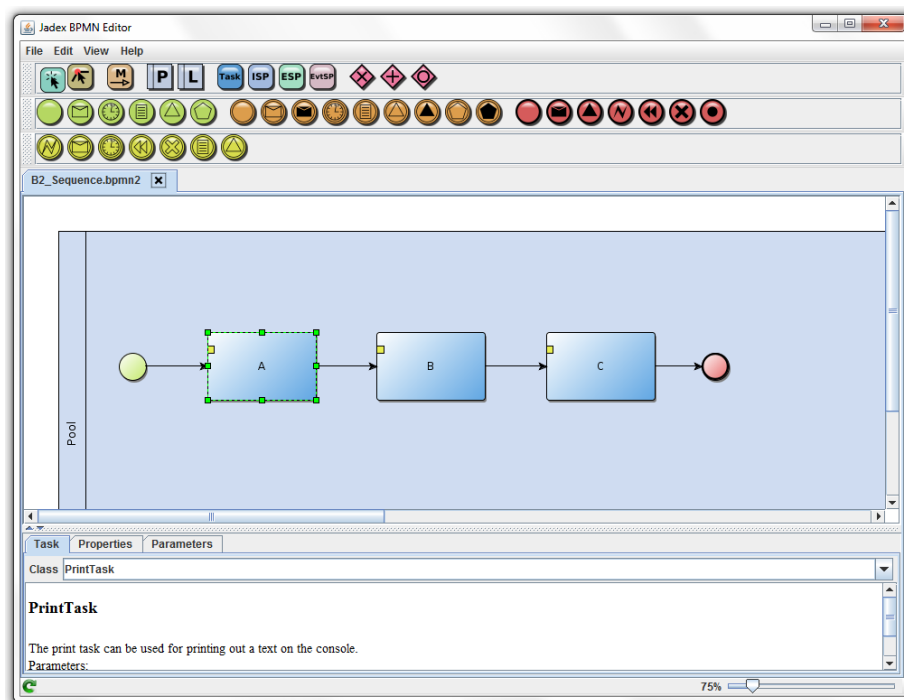 Jadex BPMN Editor
File Edit View Help
M P L Task ISP ESP EvtSP
B2_Sequence.bpmn2
Pool
A B C
Task Properties Parameters
Class PrintTask
PrintTask
The print task can be used for printing out a text on the console.
Parameters:
75%